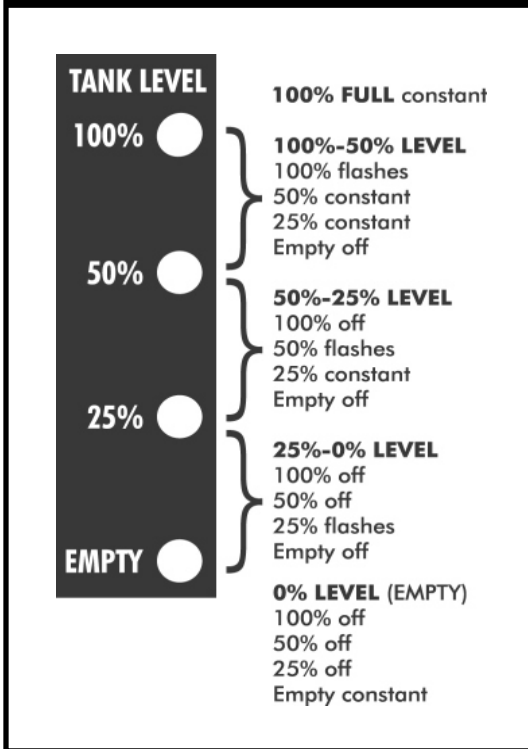 TANK LEVEL
100%
50%
25%
EMPTY
100% FULL constant
100%-50% LEVEL
100% flashes
50% constant
25% constant
Empty off
50%-25% LEVEL
100% off
50% flashes
25% constant
Empty off
25%-0% LEVEL
100% off
50% off
25% flashes
Empty off
0% LEVEL (EMPTY)
100% off
50% off
25% off
Empty constant